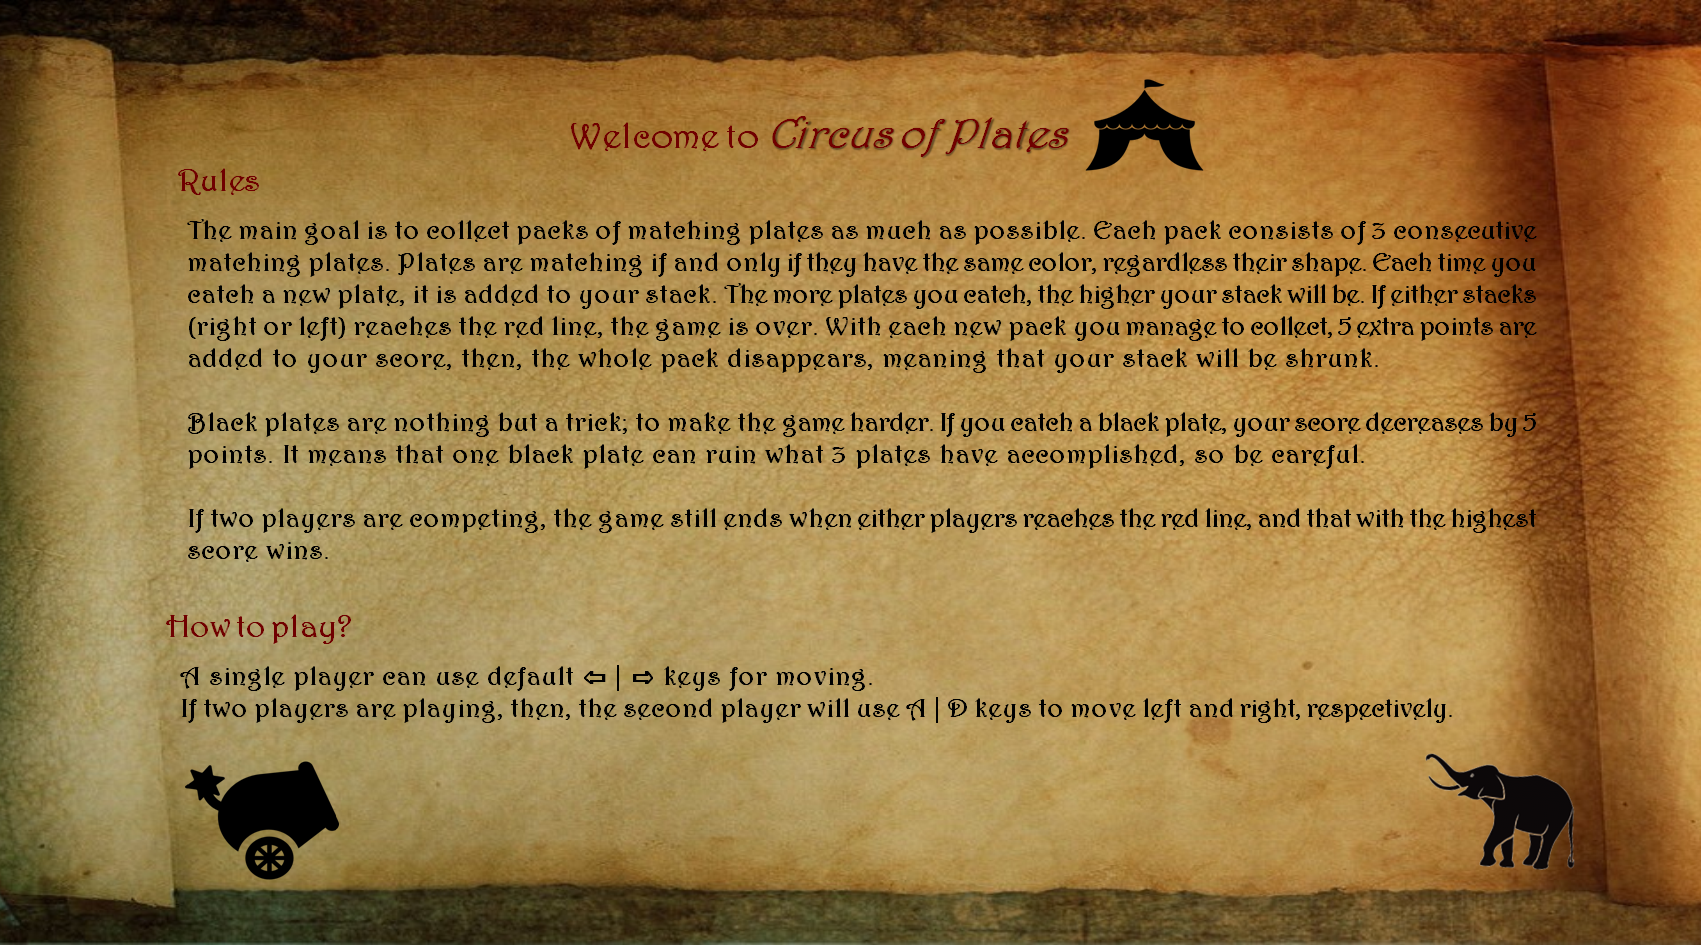 Welcome to Circus of Plates
Rules
The main goal is to collect packs of matching plates as much as possible. Each pack consists of 3 consecutive
matching plates. Plates are matching if and only if they have the same color, regardless their shape. Each time you
catch a new plate, it is added to your stack. The more plates you catch, the higher your stack will be. If either stacks
(right or left) reaches the red line, the game is over. With each new pack you manage to collect, 5 extra points are
added to your score, then, the whole pack disappears, meaning that your stack will be shrunk.
Black plates are nothing but a trick; to make the game harder. If you catch a black plate, your score decreases by 5
points. It means that one black plate can ruin what 3 plates have accomplished, so be careful.
If two players are competing, the game still ends when either players reaches the red line, and that with the highest
score wins.
How to play?
A single player can use default ⇦ | ⇨ keys for moving.
If two players are playing, then, the second player will use A | D keys to move left and right, respectively.